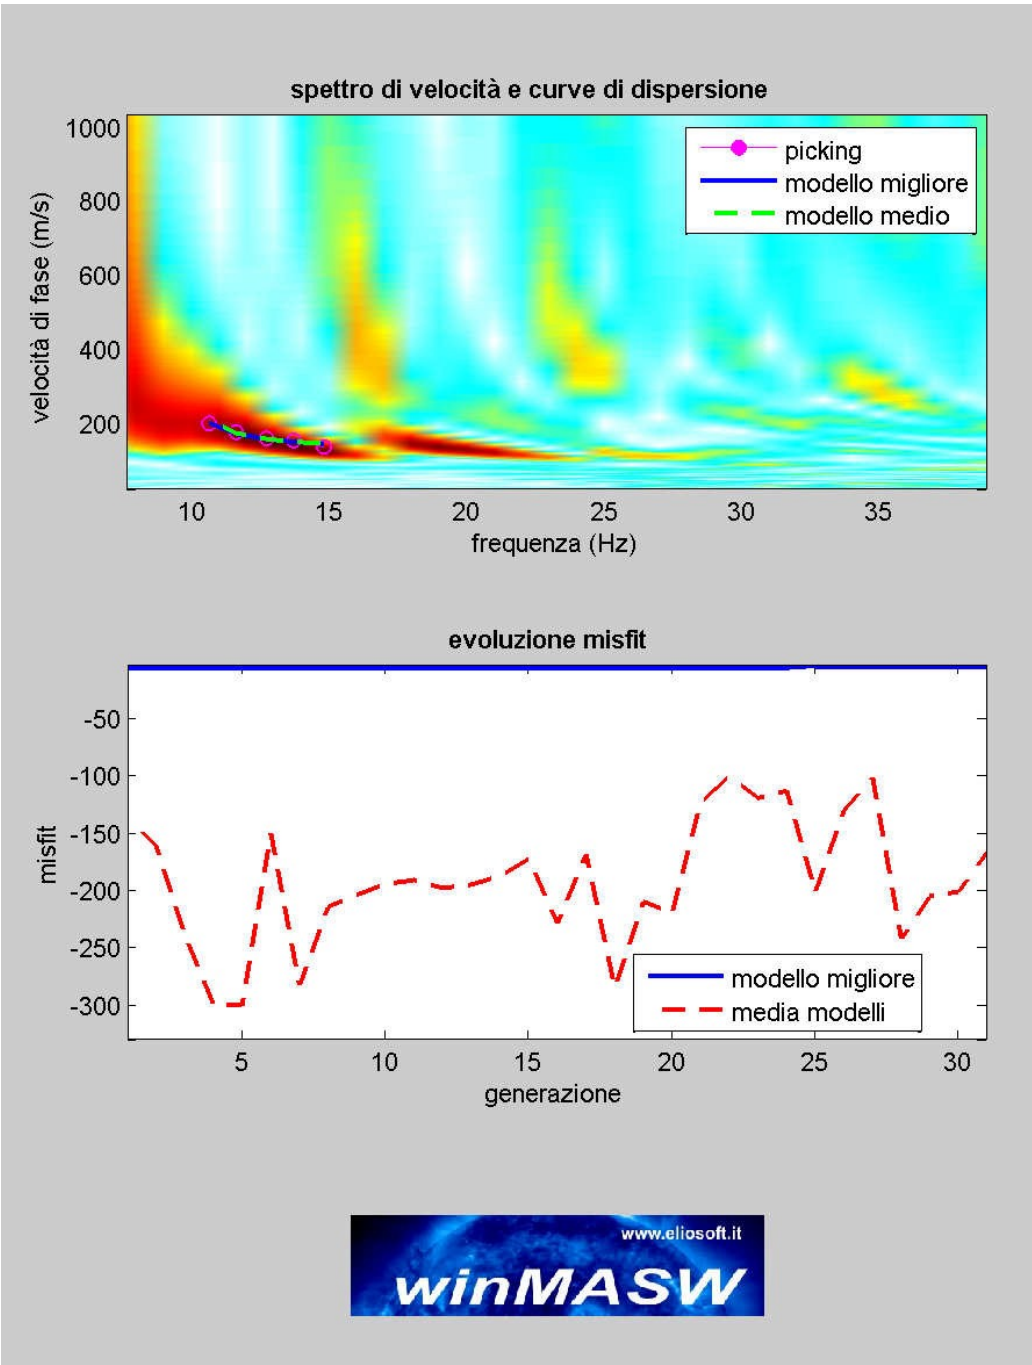 spettro di velocità e curve di dispersione
1000
800
600
400
200
velocità di fase (m/s)
picking
modello migliore
modello medio
10 15 20 25 30 35
frequenza (Hz)
evoluzione misfit
-50
-100
-150
-200
-250
-300
misfit
modello migliore
media modelli
5 10 15 20 25 30
generazione
www.eliosoft.it
winMASW